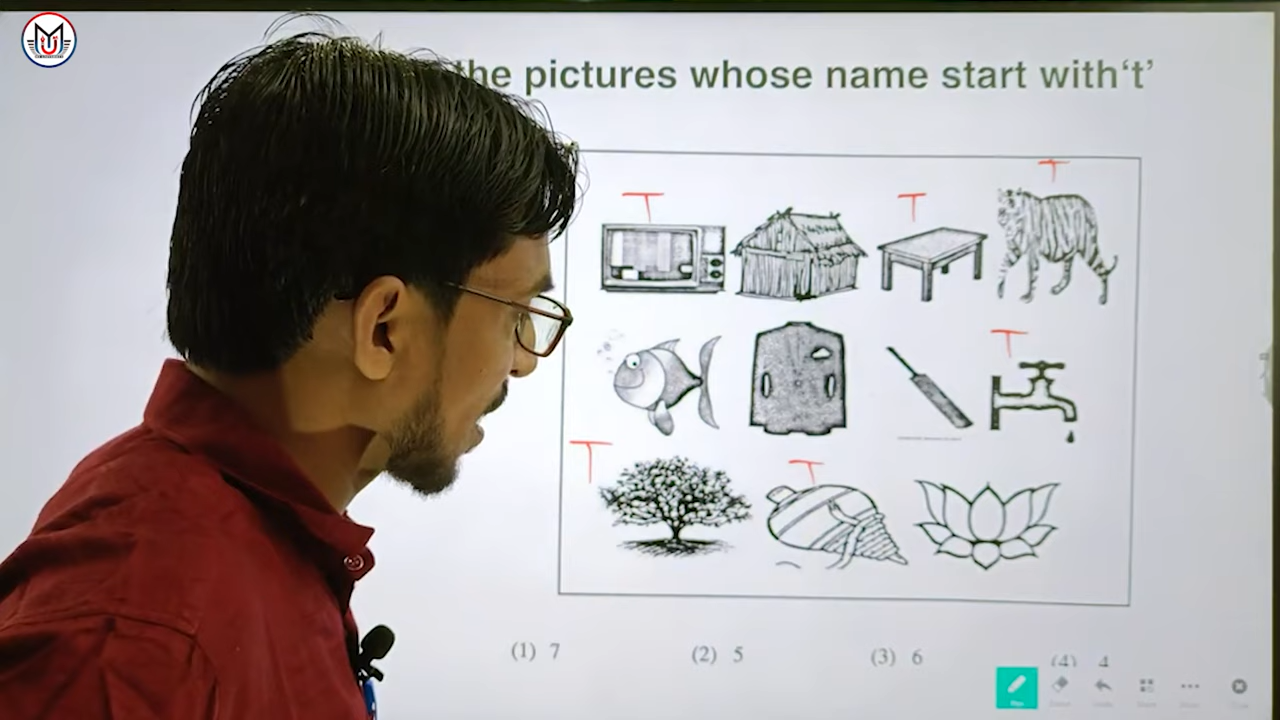 the pictures whose name start with‘t’
T
T
T
T
T
T
(1) 7 (2) 5 (3) 6 (4) 4